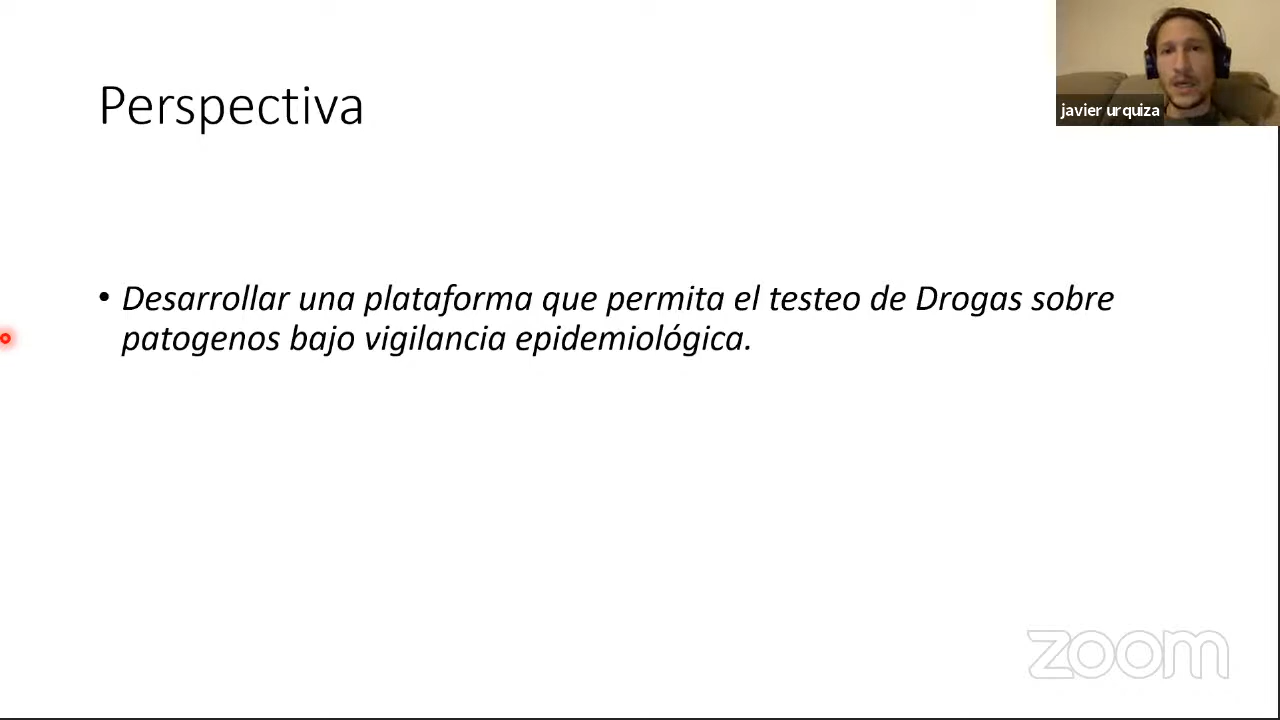 Perspectiva
javier urquiza
• Desarrollar una plataforma que permita el testeo de Drogas sobre
patogenos bajo vigilancia epidemiológica.
zoom